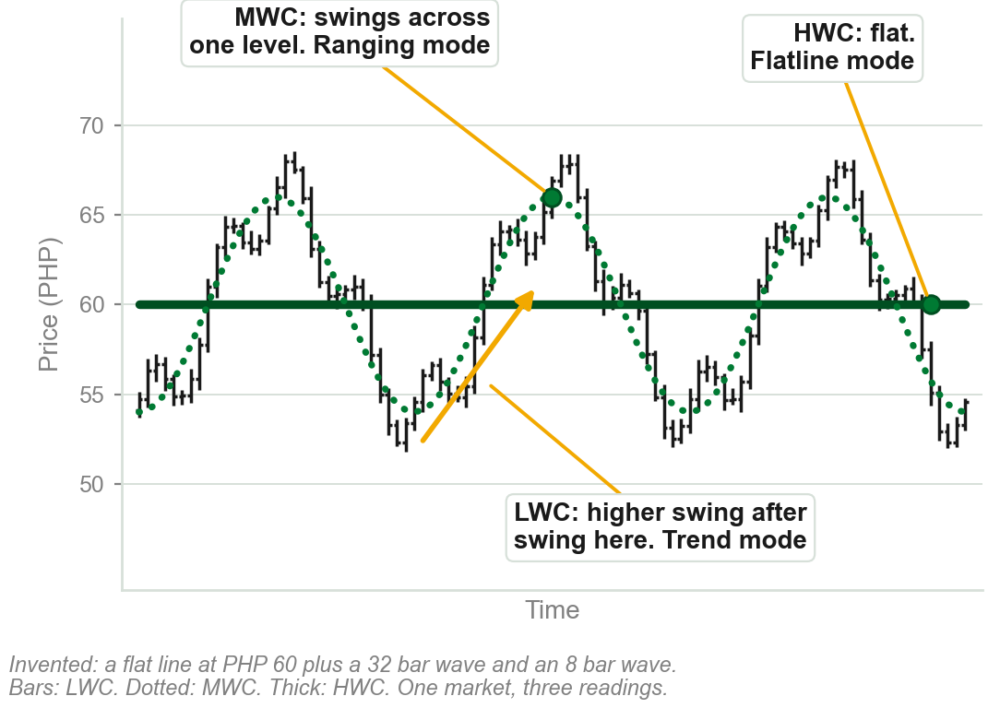 MWC: swings across
one level. Ranging mode
HWC: flat.
Flatline mode
70
65
60
55
50
Price (PHP)
LWC: higher swing after
swing here. Trend mode
Time
Invented: a flat line at PHP 60 plus a 32 bar wave and an 8 bar wave.
Bars: LWC. Dotted: MWC. Thick: HWC. One market, three readings.